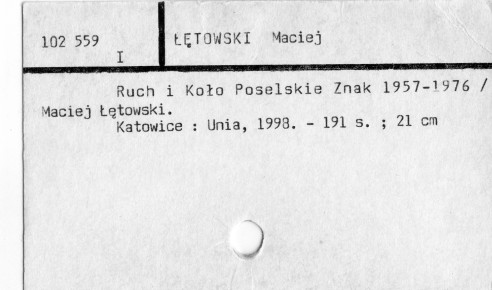 102 559 ŁĘTOWSKI Maciej
I
Ruch i Koło Poselskie Znak 1957-1976 /
Maciej Łętowski.
Katowice : Unia, 1998. - 191 s. ; 21 cm